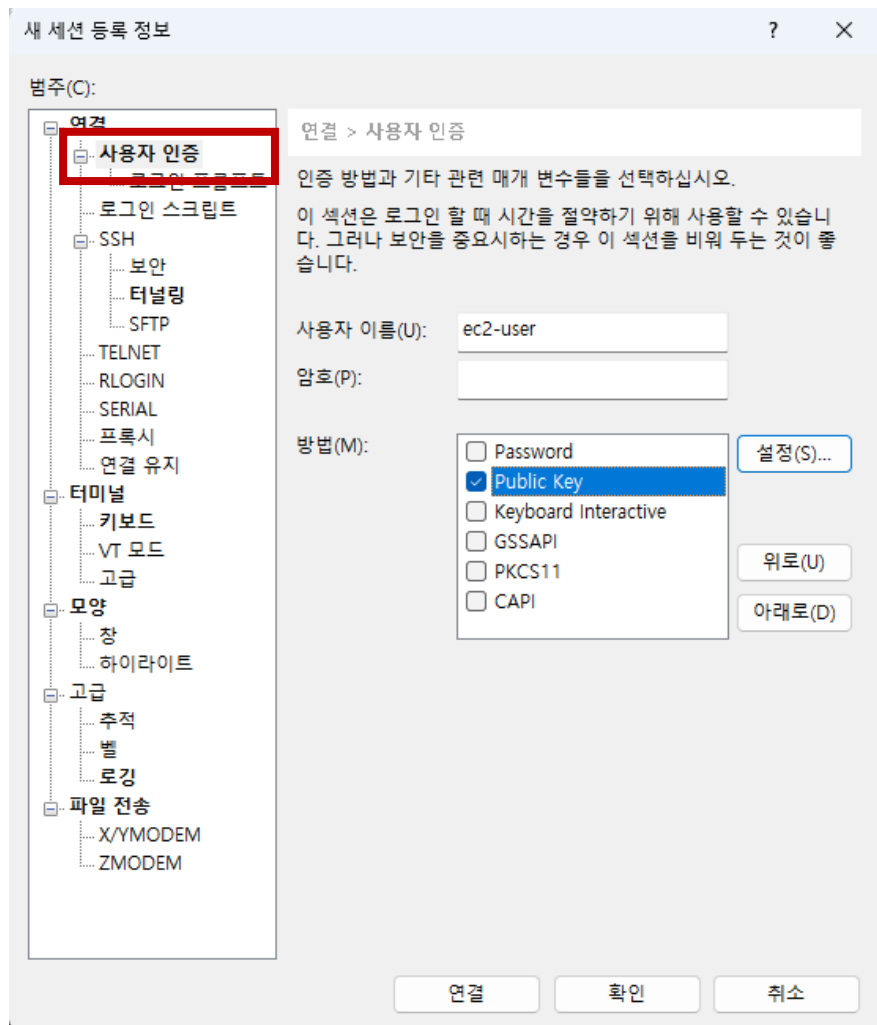 새 세션 등록 정보
?
범주(C):
연결
사용자 인증
로그인 프롬프트
로그인 스크립트
SSH
보안
터널링
SFTP
TELNET
RLOGIN
SERIAL
프록시
연결 유지
터미널
키보드
VT 모드
고급
모양
창
하이라이트
고급
추적
벨
로깅
파일 전송
X/YMODEM
ZMODEM
연결 > 사용자 인증
인증 방법과 기타 관련 매개 변수들을 선택하십시오.
이 섹션은 로그인 할 때 시간을 절약하기 위해 사용할 수 있습니
다. 그러나 보안을 중요시하는 경우 이 섹션을 비워 두는 것이 좋
습니다.
사용자 이름(U): ec2-user
암호(P):
방법(M):
Password
Public Key
Keyboard Interactive
GSSAPI
PKCS11
CAPI
설정(S)...
위로(U)
아래로(D)
연결 확인 취소